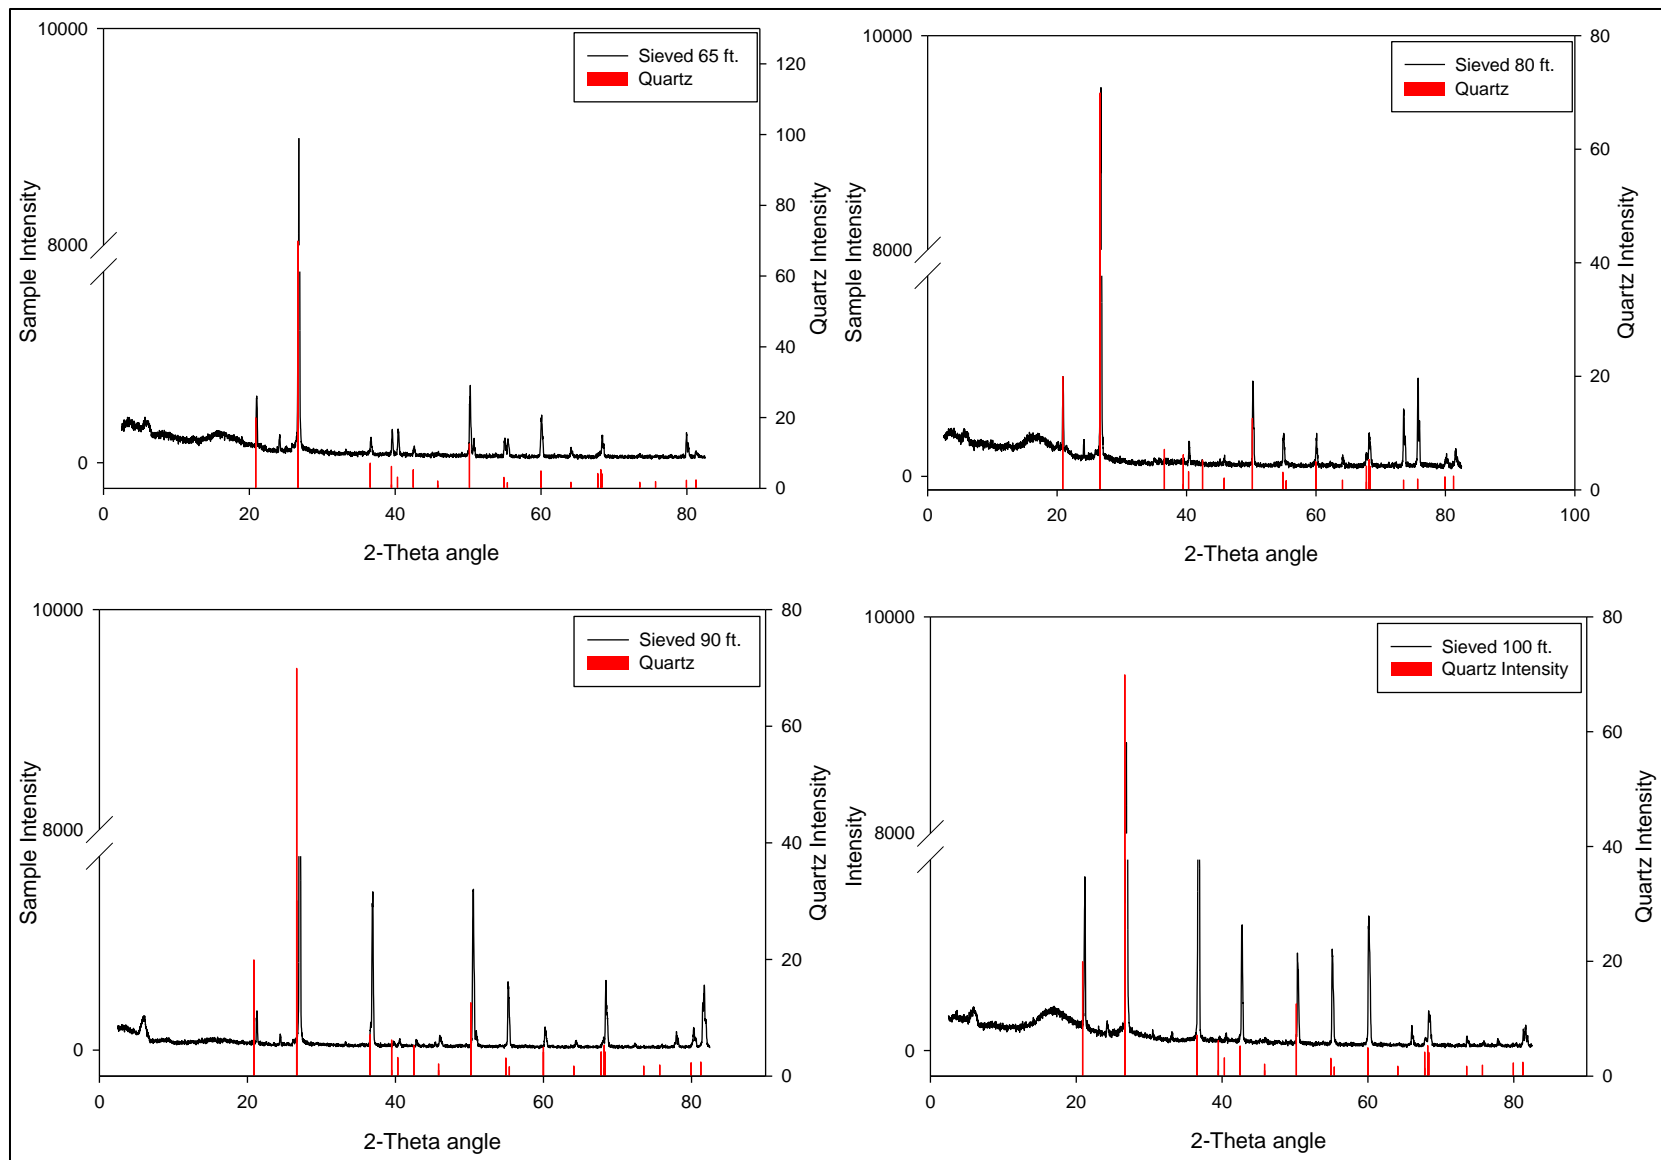 10000
Sieved 65 ft.
Quartz
120
100
80
8000
60
40
20
0
0
0
20
40
60
80
2-Theta angle
Sample Intensity
Quartz Intensity
10000
80
Sieved 80 ft.
Quartz
60
8000
40
20
0
0
0
20
40
60
80
100
2-Theta angle
Sample Intensity
Quartz Intensity
10000
80
Sieved 90 ft.
Quartz
60
8000
40
20
0
0
0
20
40
60
80
2-Theta angle
Sample Intensity
Quartz Intensity
10000
80
Sieved 100 ft.
Quartz Intensity
60
8000
40
20
0
0
0
20
40
60
80
2-Theta angle
Intensity
Quartz Intensity